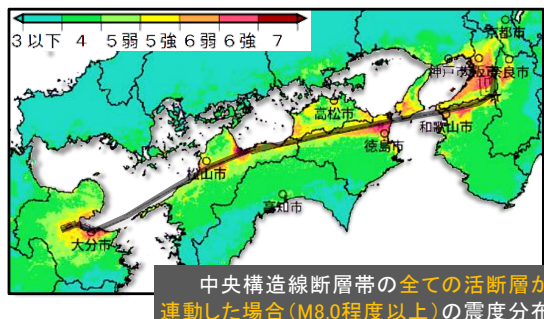 3以下 4 5弱 5強 6弱 6強 7
京都市
神戸市 大阪市 奈良市
高松市
和歌山市
徳島市
松山市
高知市
大分市
中央構造線断層帯の全ての活断層が
連動した場合(M8.0程度以上)の震度分布